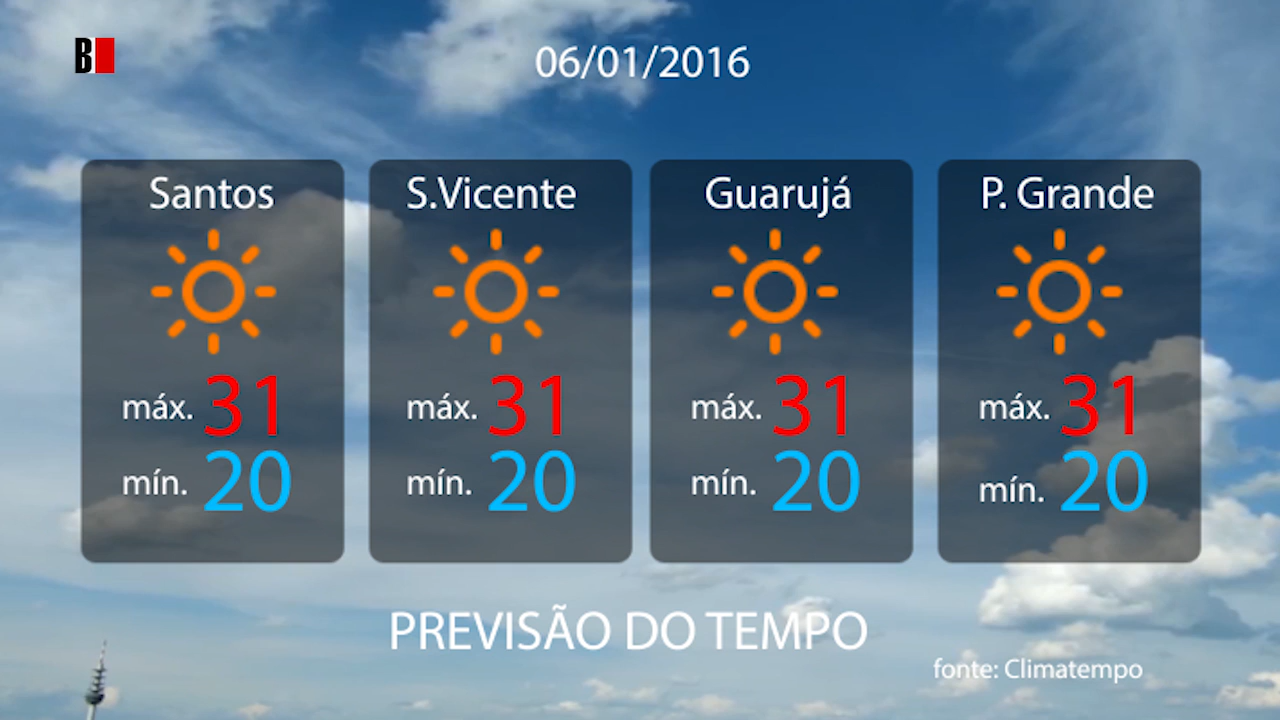 B
06/01/2016
Santos
máx. 31
mín. 20
S.Vicente
máx. 31
mín. 20
Guarujá
máx. 31
mín. 20
P. Grande
máx. 31
mín. 20
PREVISÃO DO TEMPO
fonte: Climatempo